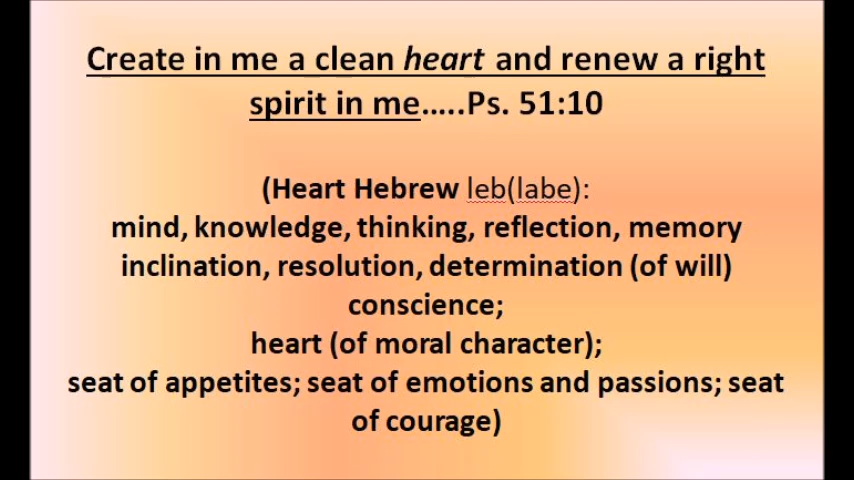 Create in me a clean heart and renew a right
spirit in me…..Ps. 51:10
(Heart Hebrew leb(labe):
mind, knowledge, thinking, reflection, memory
inclination, resolution, determination (of will)
conscience;
heart (of moral character);
seat of appetites; seat of emotions and passions; seat
of courage)